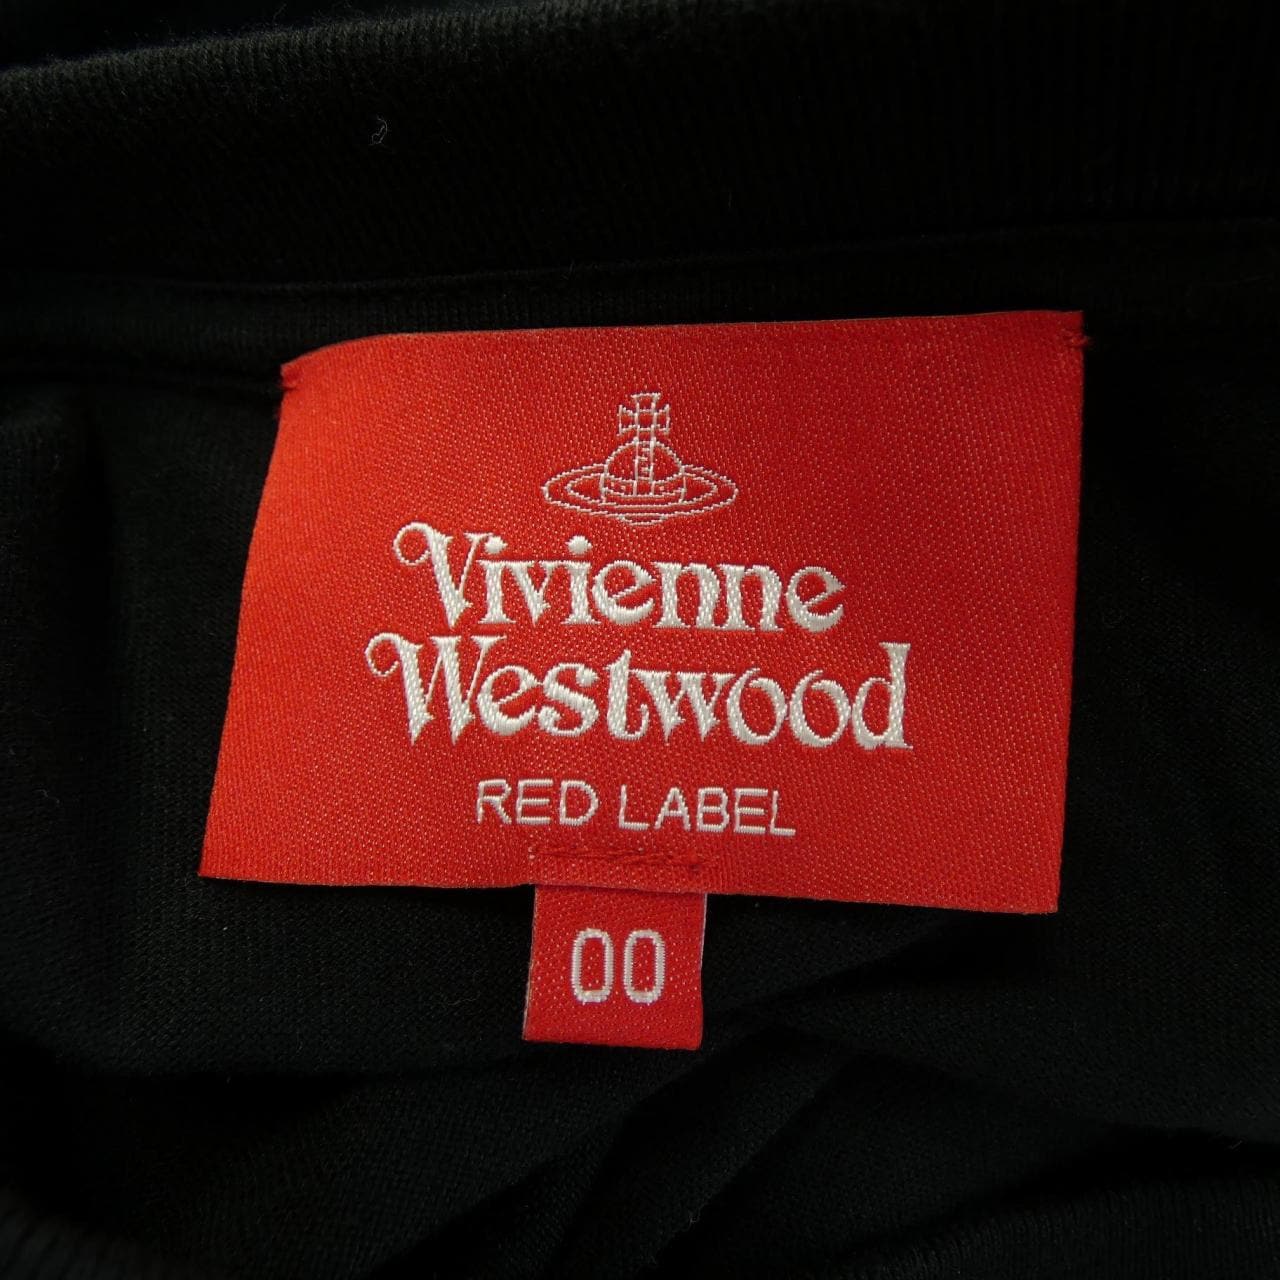 Vivienne
Westwood
RED LABEL
00